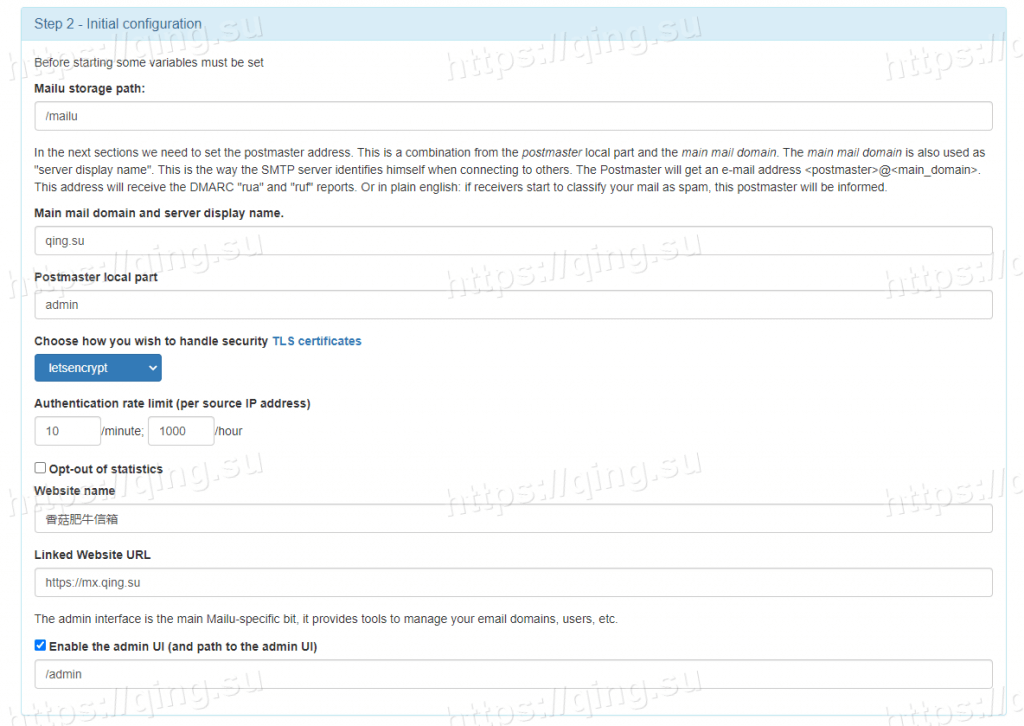 Step 2 - Initial configuration
Before starting some variables must be set
Mailu storage path:
/mailu
In the next sections we need to set the postmaster address. This is a combination from the postmaster local part and the main mail domain. The main mail domain is also used as
"server display name". This is the way the SMTP server identifies himself when connecting to others. The Postmaster will get an e-mail address <postmaster>@<main_domain>.
This address will receive the DMARC "rua" and "ruf" reports. Or in plain english: if receivers start to classify your mail as spam, this postmaster will be informed.
Main mail domain and server display name.
qing.su
Postmaster local part
admin
Choose how you wish to handle security TLS certificates
letsencrypt
Authentication rate limit (per source IP address)
10 /minute; 1000 /hour
Opt-out of statistics
Website name
香菇肥牛信箱
Linked Website URL
https://mx.qing.su
The admin interface is the main Mailu-specific bit, it provides tools to manage your email domains, users, etc.
Enable the admin UI (and path to the admin UI)
/admin
https://qing.su